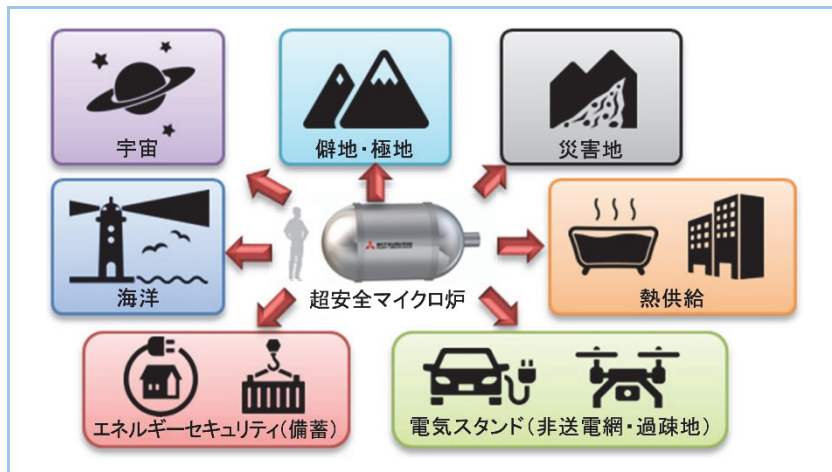 宇宙
僻地・極地
災害地
海洋
MITSUBISHI
超安全マイクロ炉
熱供給
エネルギーセキュリティ(備蓄)
電気スタンド(非送電網・過疎地)